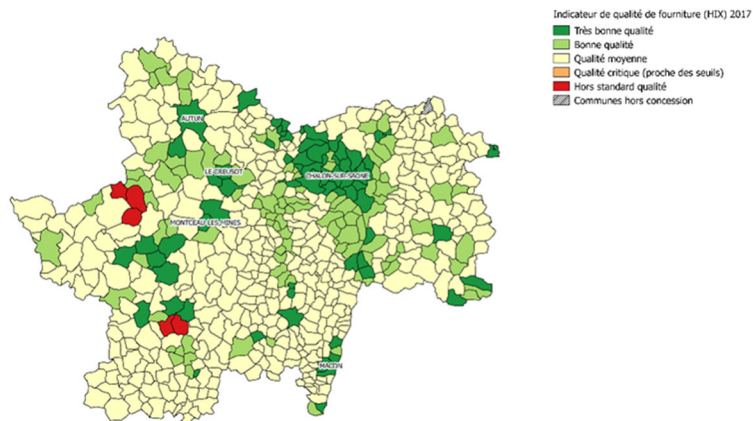 Indicateur de qualité de fourniture (HIX) 2017
Très bonne qualité
Bonne qualité
Qualité moyenne
Qualité critique (proche des seuils)
Hors standard qualité
Communes hors concession
AUTUN
LE CREUSOT
CHALON-SUR-SAONE
MONTCEAU-LES-MINES
MACON